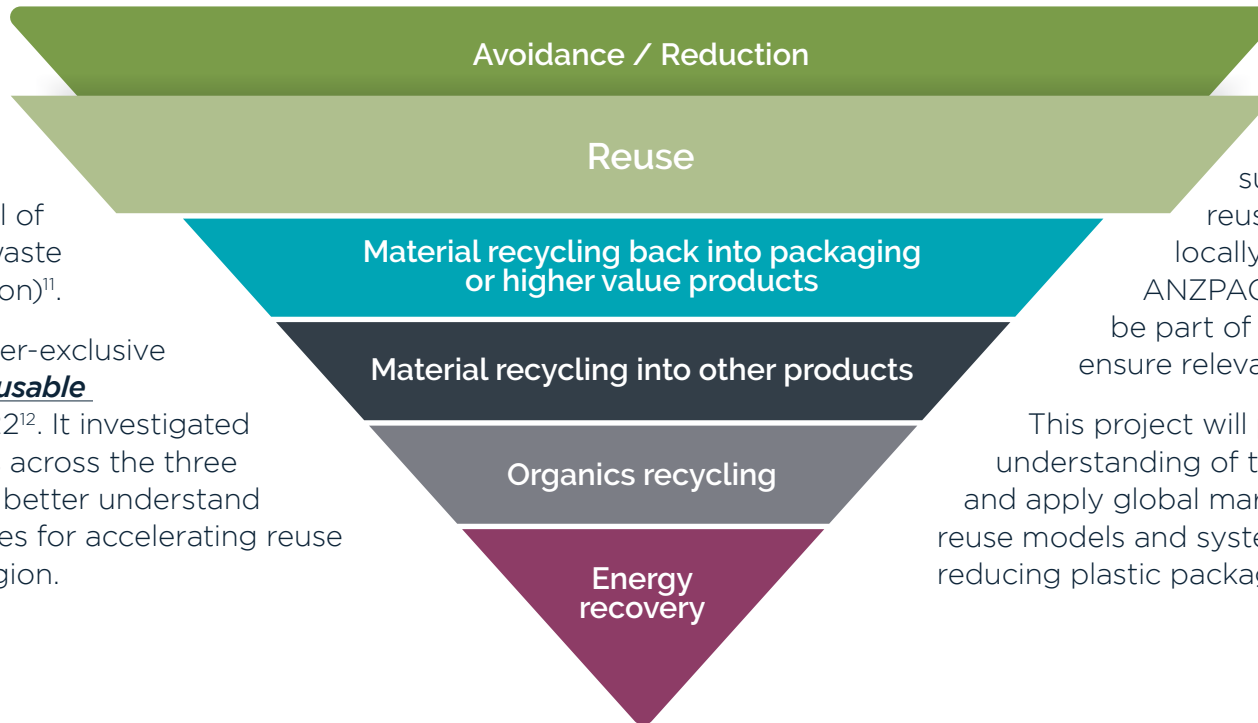 Avoidance / Reduction
Reuse
Material recycling back into packaging
or higher value products
Material recycling into other products
Organics recycling
Energy
recovery
l of
waste
on)¹¹.
er-exclusive
usable
22¹². It investigated
across the three
better understand
es for accelerating reuse
gion.
su
reus
locally
ANZPAC
be part of
ensure releva
This project will
understanding of t
and apply global mar
reuse models and syste
reducing plastic packag